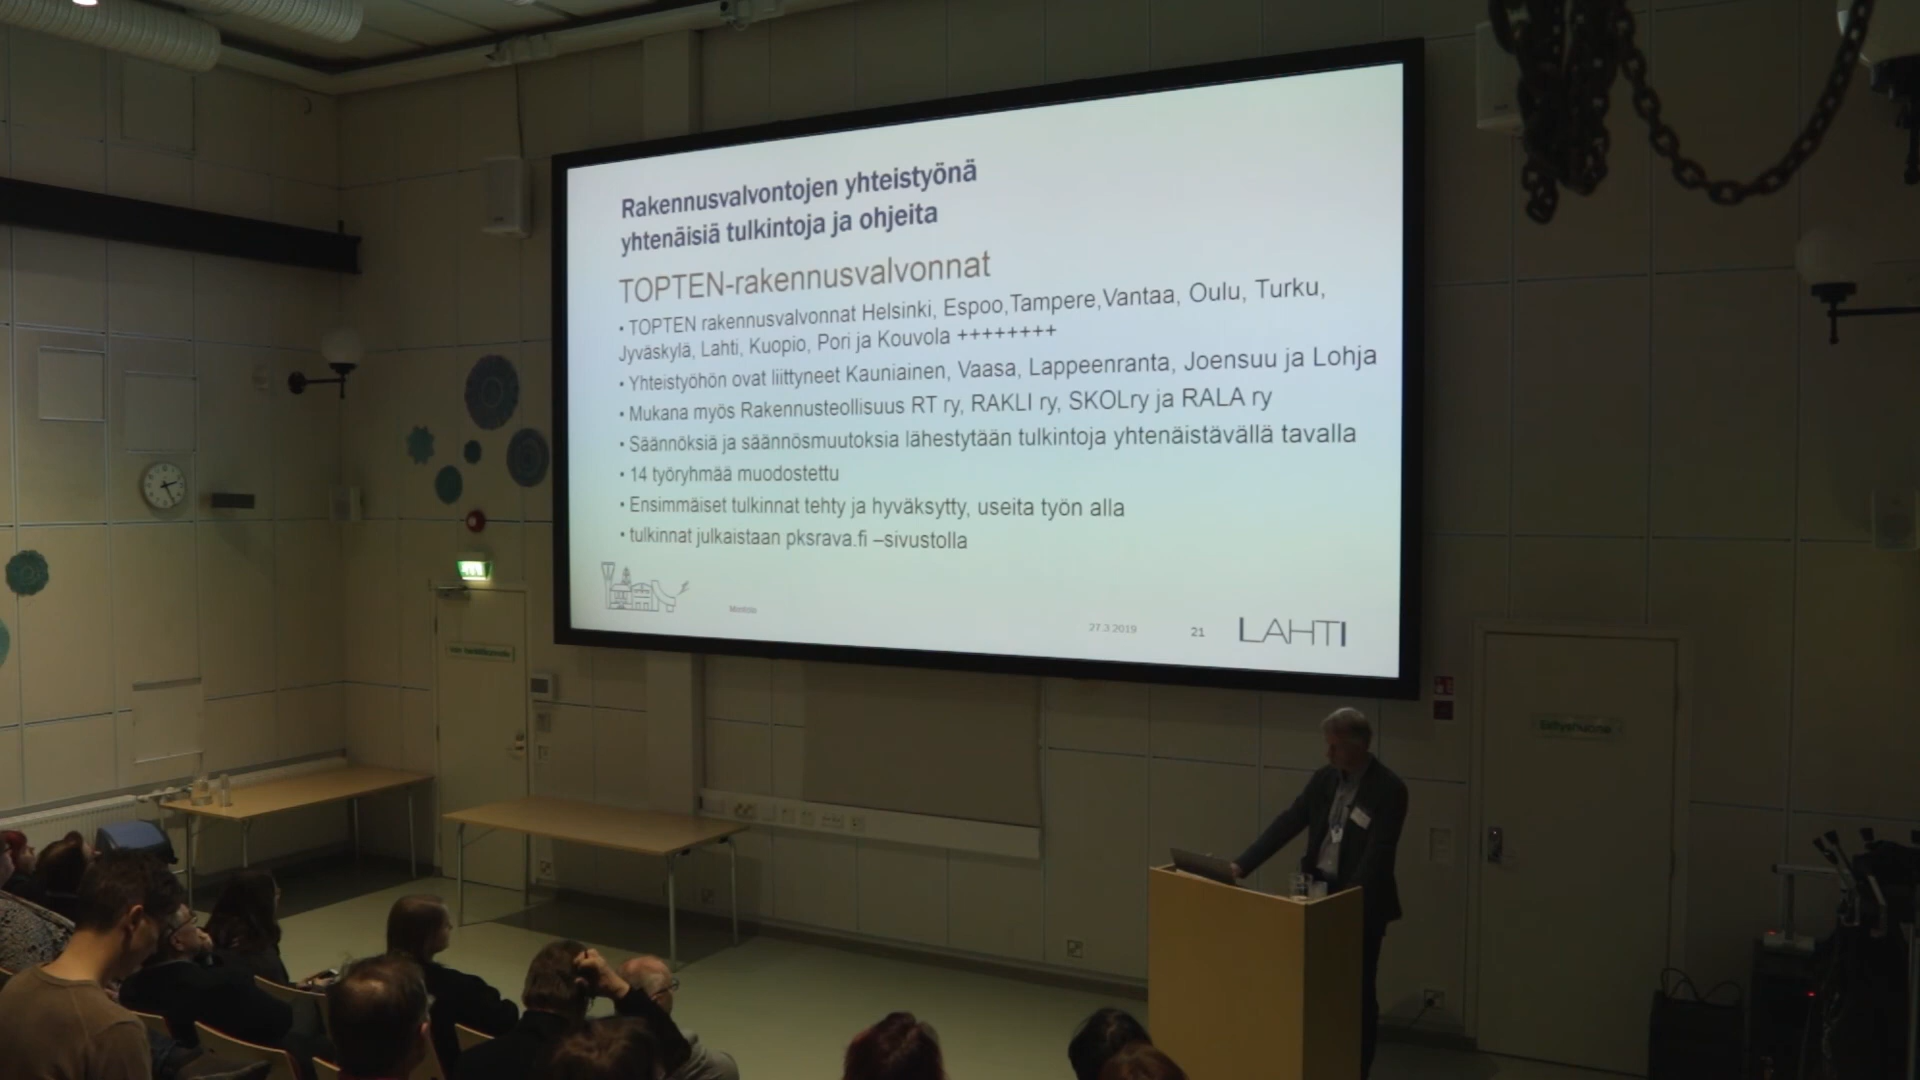 Rakennusvalvontojen yhteistyönä
yhtenäisiä tulkintoja ja ohjeita
TOPTEN-rakennusvalvonnat
• TOPTEN rakennusvalvonnat Helsinki, Espoo,Tampere,Vantaa, Oulu, Turku,
Jyväskylä, Lahti, Kuopio, Pori ja Kouvola ++++++++
• Yhteistyöhön ovat liittyneet Kauniainen, Vaasa, Lappeenranta, Joensuu ja Lohja
• Mukana myös Rakennusteollisuus RT ry, RAKLI ry, SKOLry ja RALA ry
• Säännöksiä ja säännösmuutoksia lähestytään tulkintoja yhtenäistävällä tavalla
• 14 työryhmää muodostettu
• Ensimmäiset tulkinnat tehty ja hyväksytty, useita työn alla
• tulkinnat julkaistaan pksrava.fi –sivustolla
27.3.2019
21
LAHTI